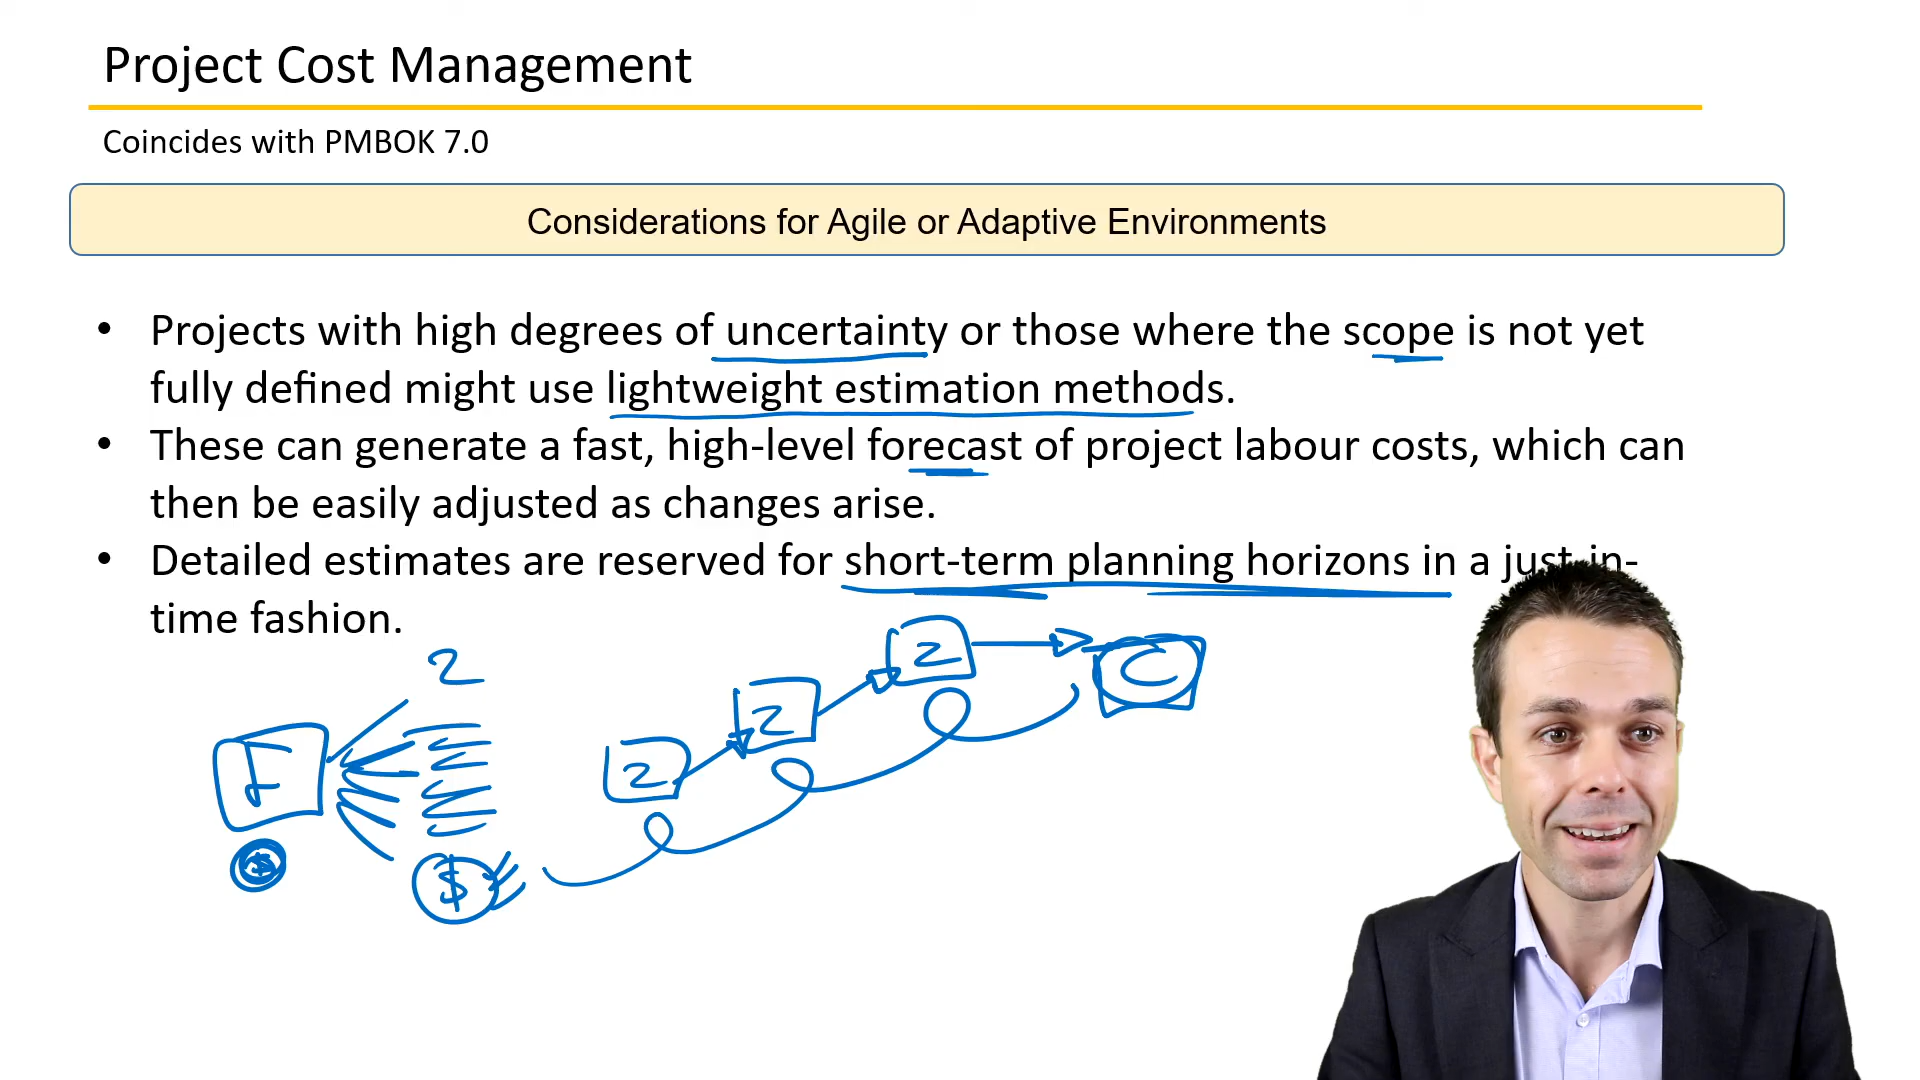 Project Cost Management
Coincides with PMBOK 7.0
Considerations for Agile or Adaptive Environments
• Projects with high degrees of uncertainty or those where the scope is not yet
fully defined might use lightweight estimation methods.
• These can generate a fast, high-level forecast of project labour costs, which can
then be easily adjusted as changes arise.
• Detailed estimates are reserved for short-term planning horizons in a just-in-
time fashion.
2
2
2
2
C
$
$